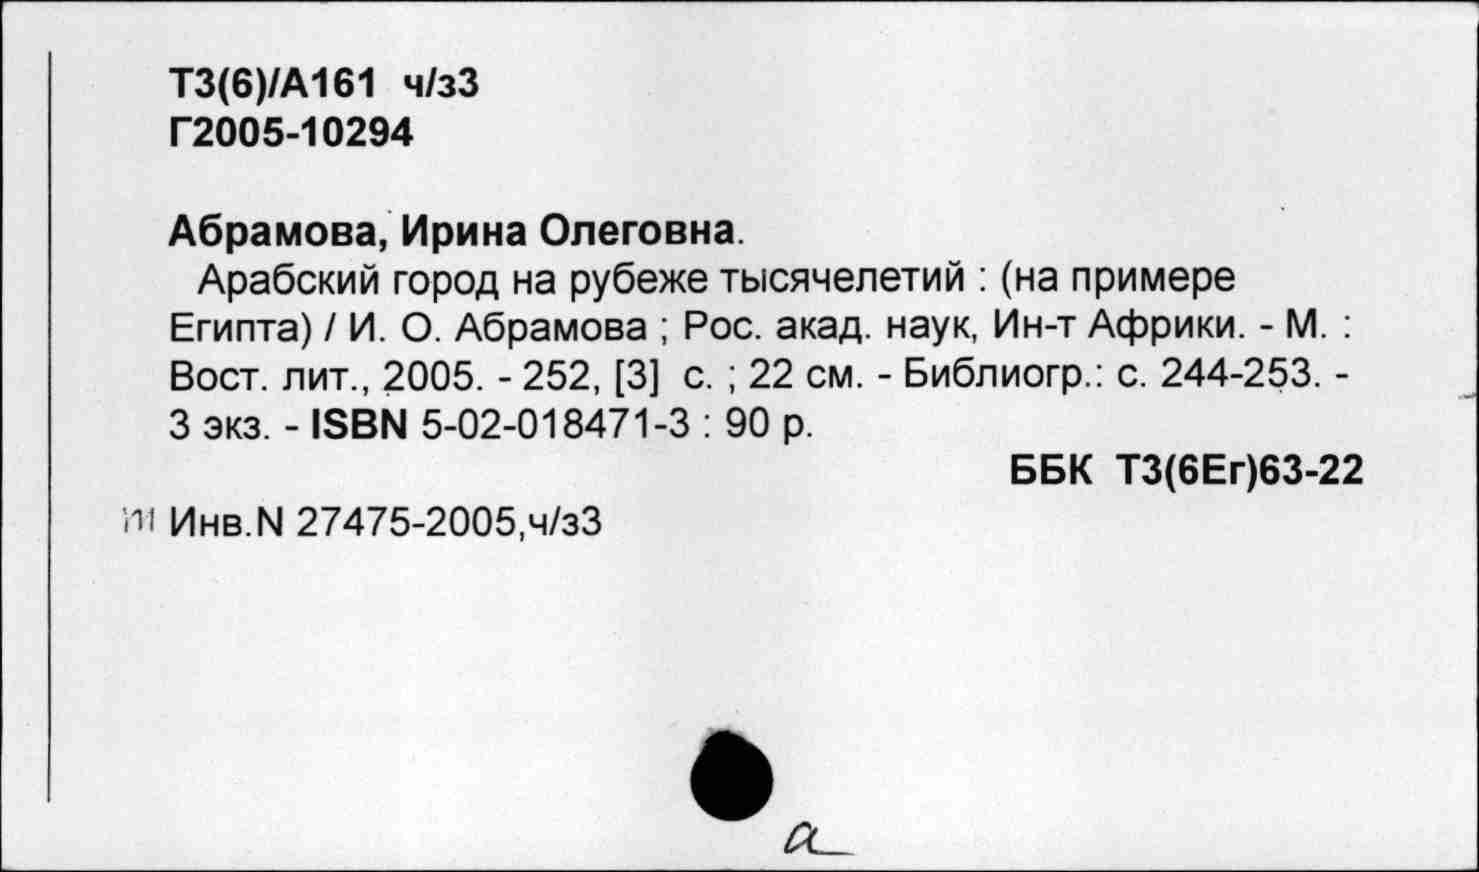 Т3(6)/А161 ч/з3
Г2005-10294
Абрамова, Ирина Олеговна.
Арабский город на рубеже тысячелетий : (на примере
Египта) / И. О. Абрамова ; Рос. акад. наук, Ин-т Африки. - М. :
Вост. лит., 2005. - 252, [3] с. ; 22 см. - Библиогр.: с. 244-253. -
3 экз. - ISBN 5-02-018471-3 : 90 р.
ББК Т3(6Ег)63-22
Инв.N 27475-2005,ч/з3
а